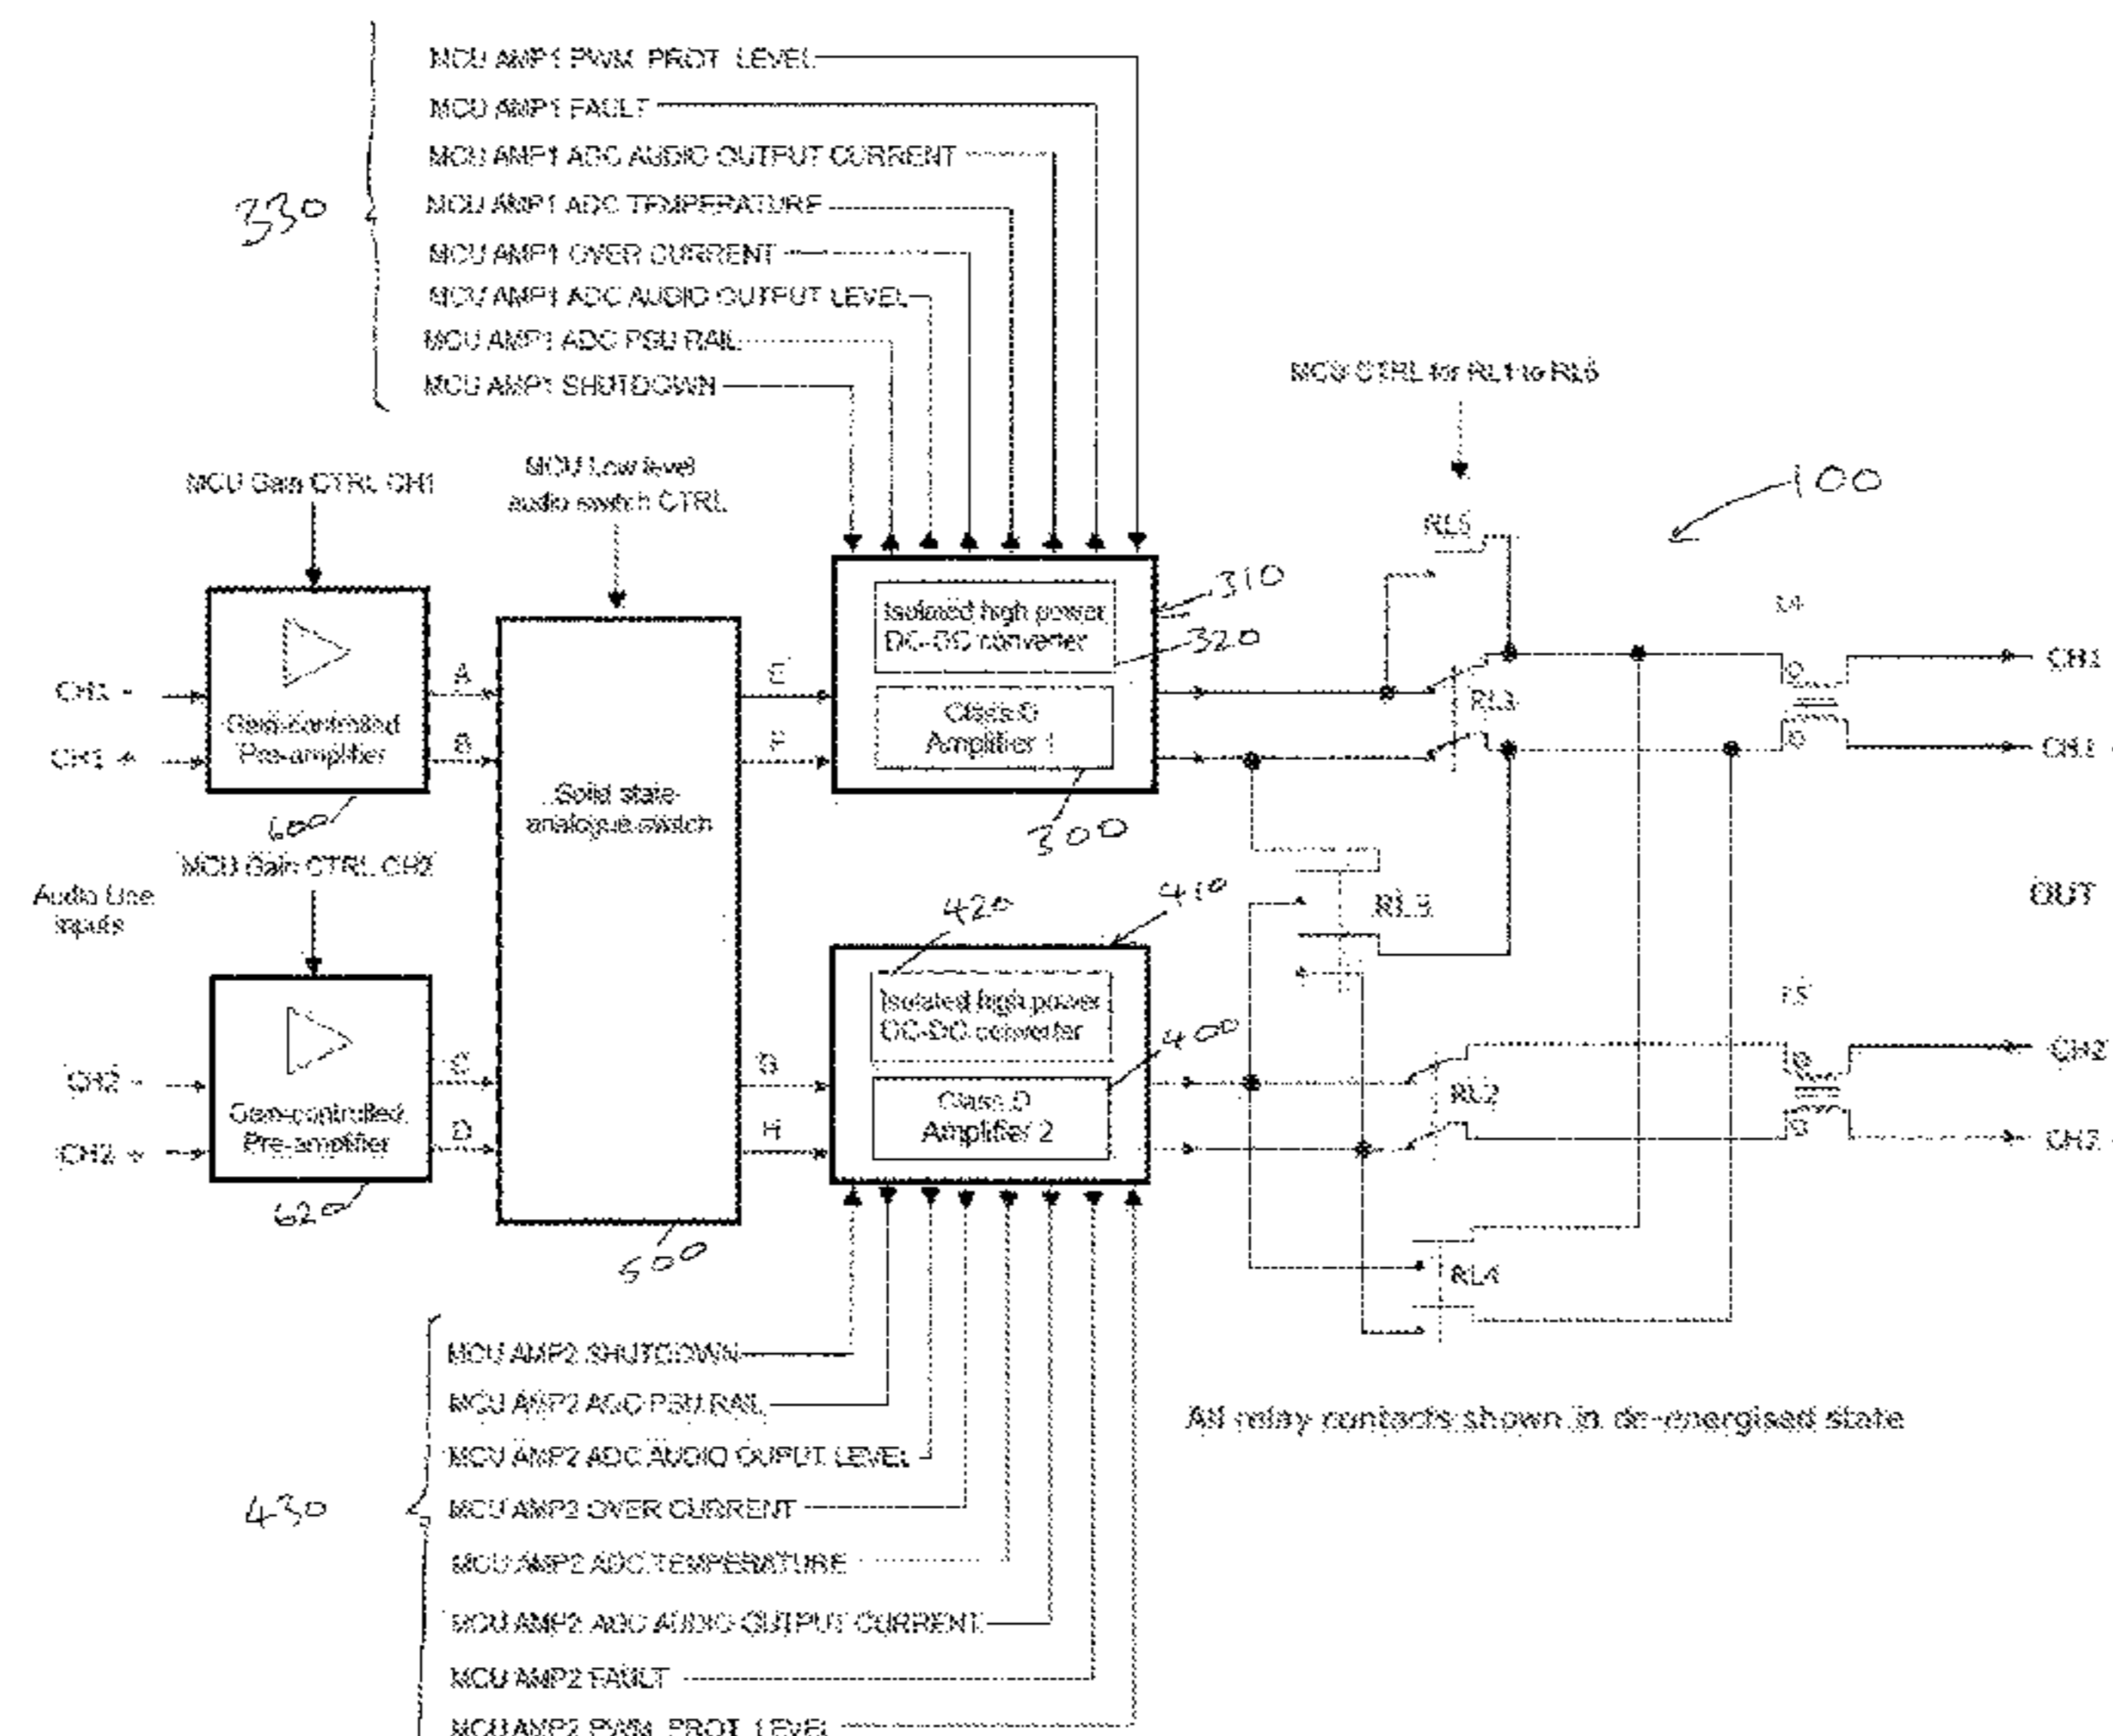 MCU AMP1 PWM PROT LEVEL
MCU AMP1 FAULT
MCU AMP1 ADC AUDIO OUTPUT CURRENT
330
MCU AMP1 ADC TEMPERATURE
MCU AMP1 OVER CURRENT
MCU AMP1 ADC AUDIO OUTPUT LEVEL
MCU AMP1 ADC PSU RAIL
MCU AMP1 SHUTDOWN
MCU CTRL for RL1 to RL5
MCU Gain CTRL CH1
MCU Low level
audio switch CTRL
100
RL5
310
Isolated high power
DC-DC converter
320
CH1 -
A
E
CH1
Gain-controlled
Pre-amplifier
Class D
Amplifier 1
RL3
CH1 +
B
F
CH1
Solid state
analogue switch
600
300
MCU Gain CTRL CH2
Audio Line
inputs
420
410
OUT
Isolated high power
DC-DC converter
400
CH2 -
C
G
CH2
Gain-controlled
Pre-amplifier
Class D
Amplifier 2
RL2
CH2 +
D
H
CH2
620
500
RL4
MCU AMP2 SHUTDOWN
MCU AMP2 ADC PSU RAIL
All relay contacts shown in de-energised state
MCU AMP2 ADC AUDIO OUPUT LEVEL
430
MCU AMP2 OVER CURRENT
MCU AMP2 ADC TEMPERATURE
MCU AMP2 ADC AUDIO OUTPUT CURRENT
MCU AMP2 FAULT
MCU AMP2 PWM PROT LEVEL